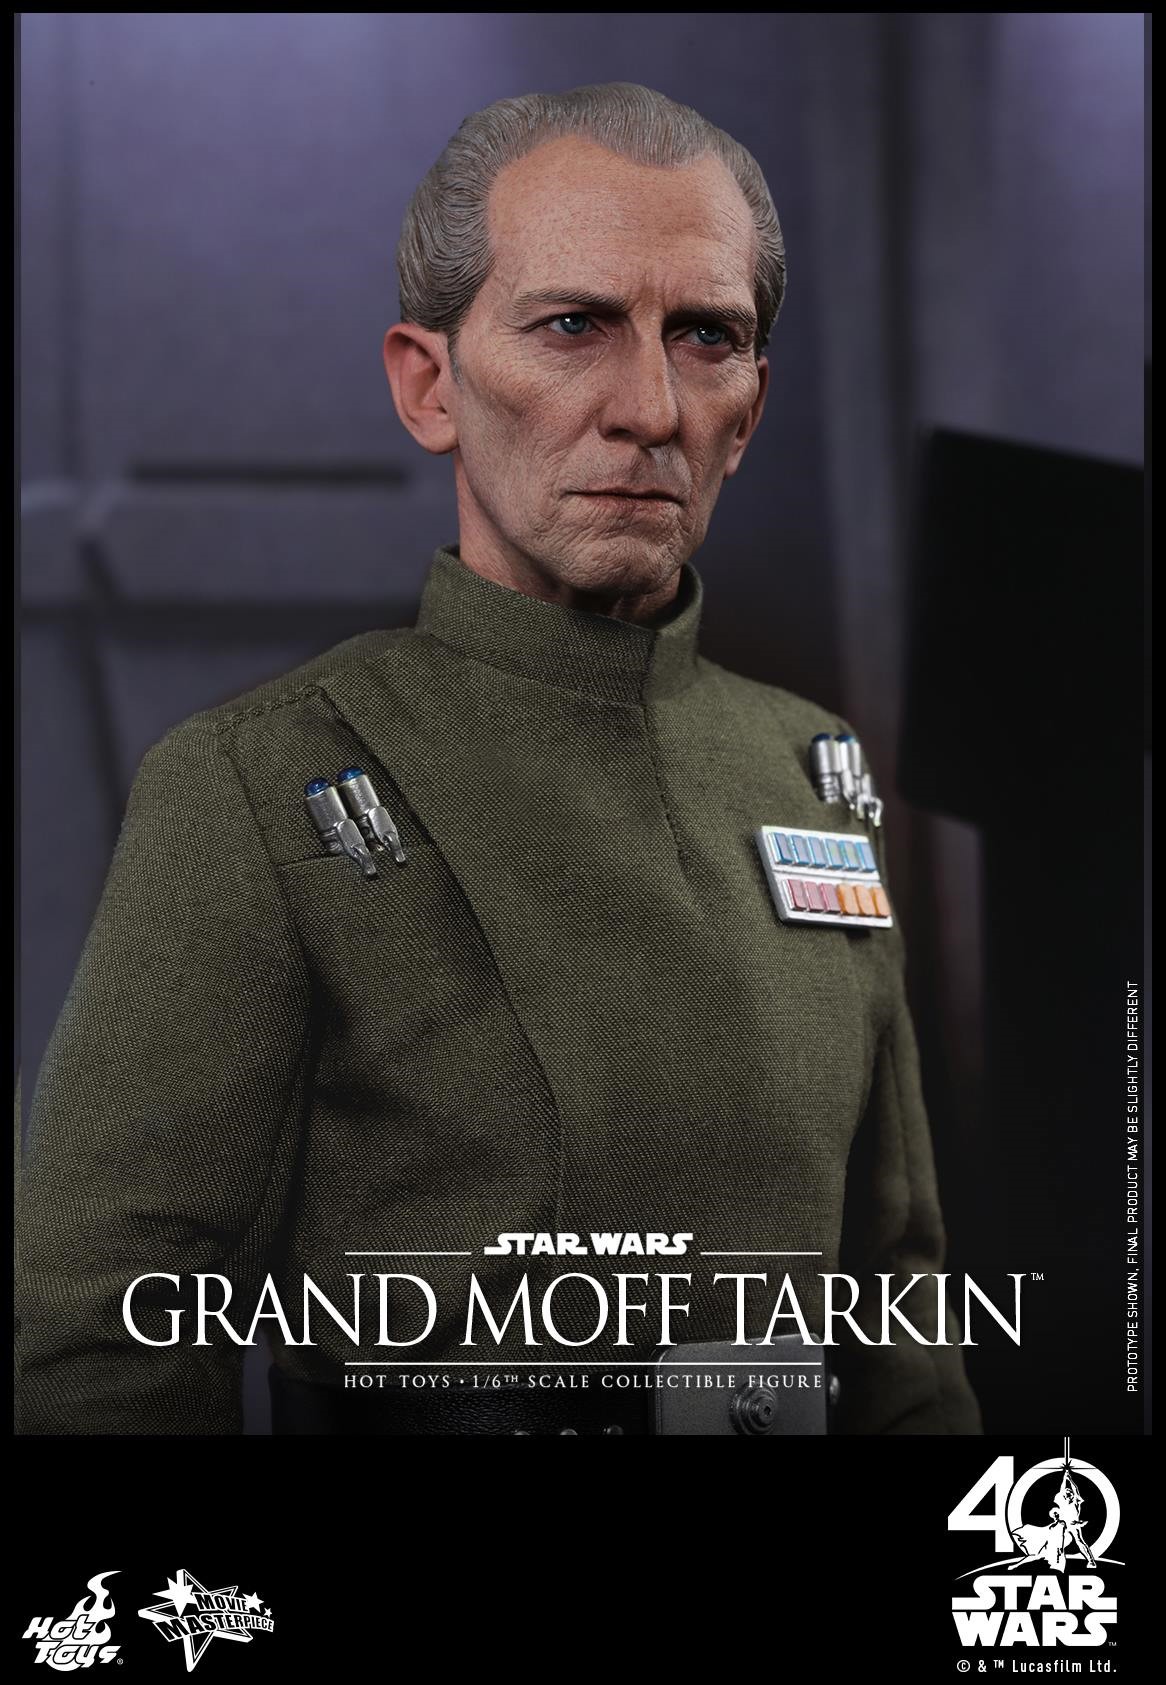 STAR WARS
GRAND MOFF TARKIN™
HOT TOYS • 1/6TH SCALE COLLECTIBLE FIGURE
PROTOTYPE SHOWN, FINAL PRODUCT MAY BE SLIGHTLY DIFFERENT
Hot Toys®
MOVIE MASTERPIECE
40
STAR WARS™
© & ™ Lucasfilm Ltd.